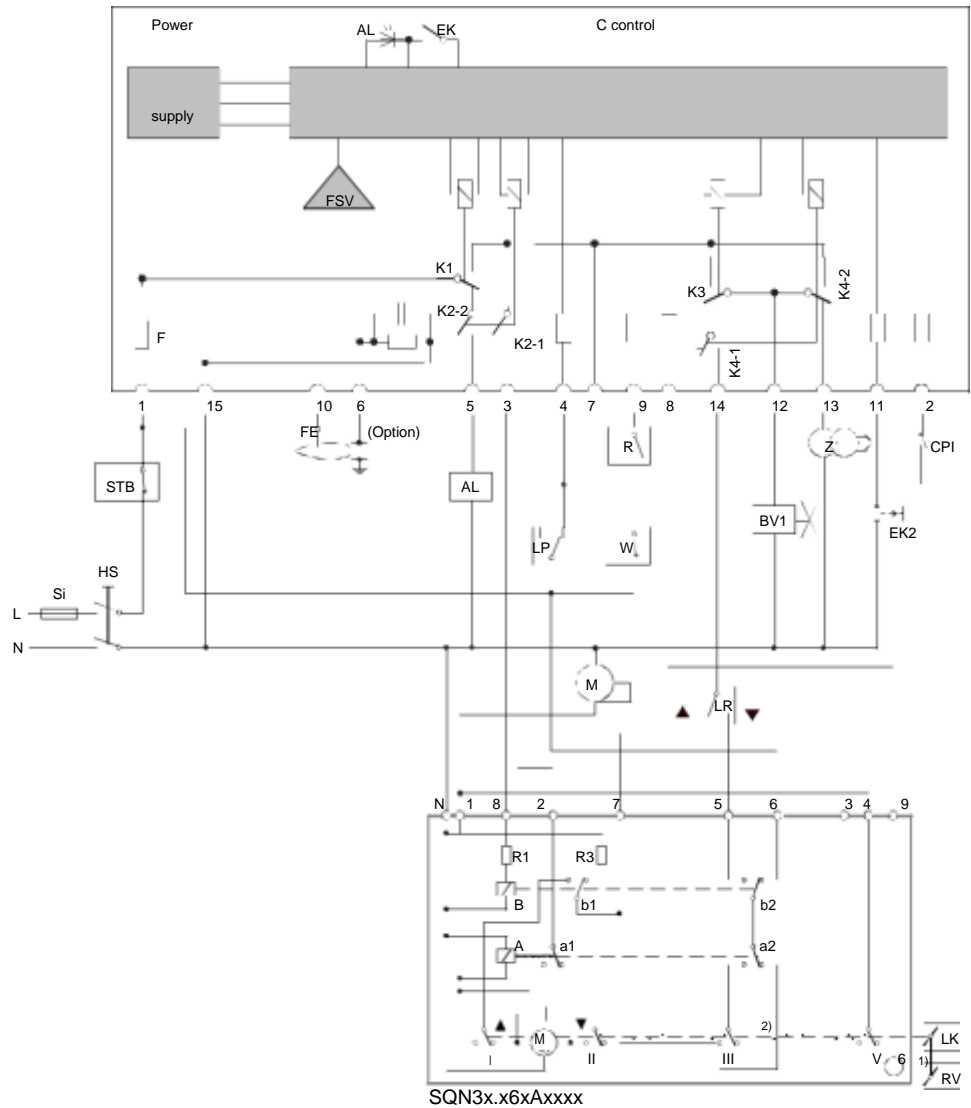 Power
AL
EK
C control
supply
FSV
K1
K2-2
K2-1
K3
K4-2
K4-1
F
1
15
10
6
5
3
4
7
9
8
14
12
13
11
2
FE
(Option)
R
Z
CPI
STB
AL
BV1
EK2
LP
W
HS
Si
L
N
M
LR
N
1
8
2
7
5
6
3
4
9
R1
R3
B
b1
b2
A
a1
a2
2)
M
I
II
III
V
6
1)
LK
RV
SQN3x.x6xAxxxx